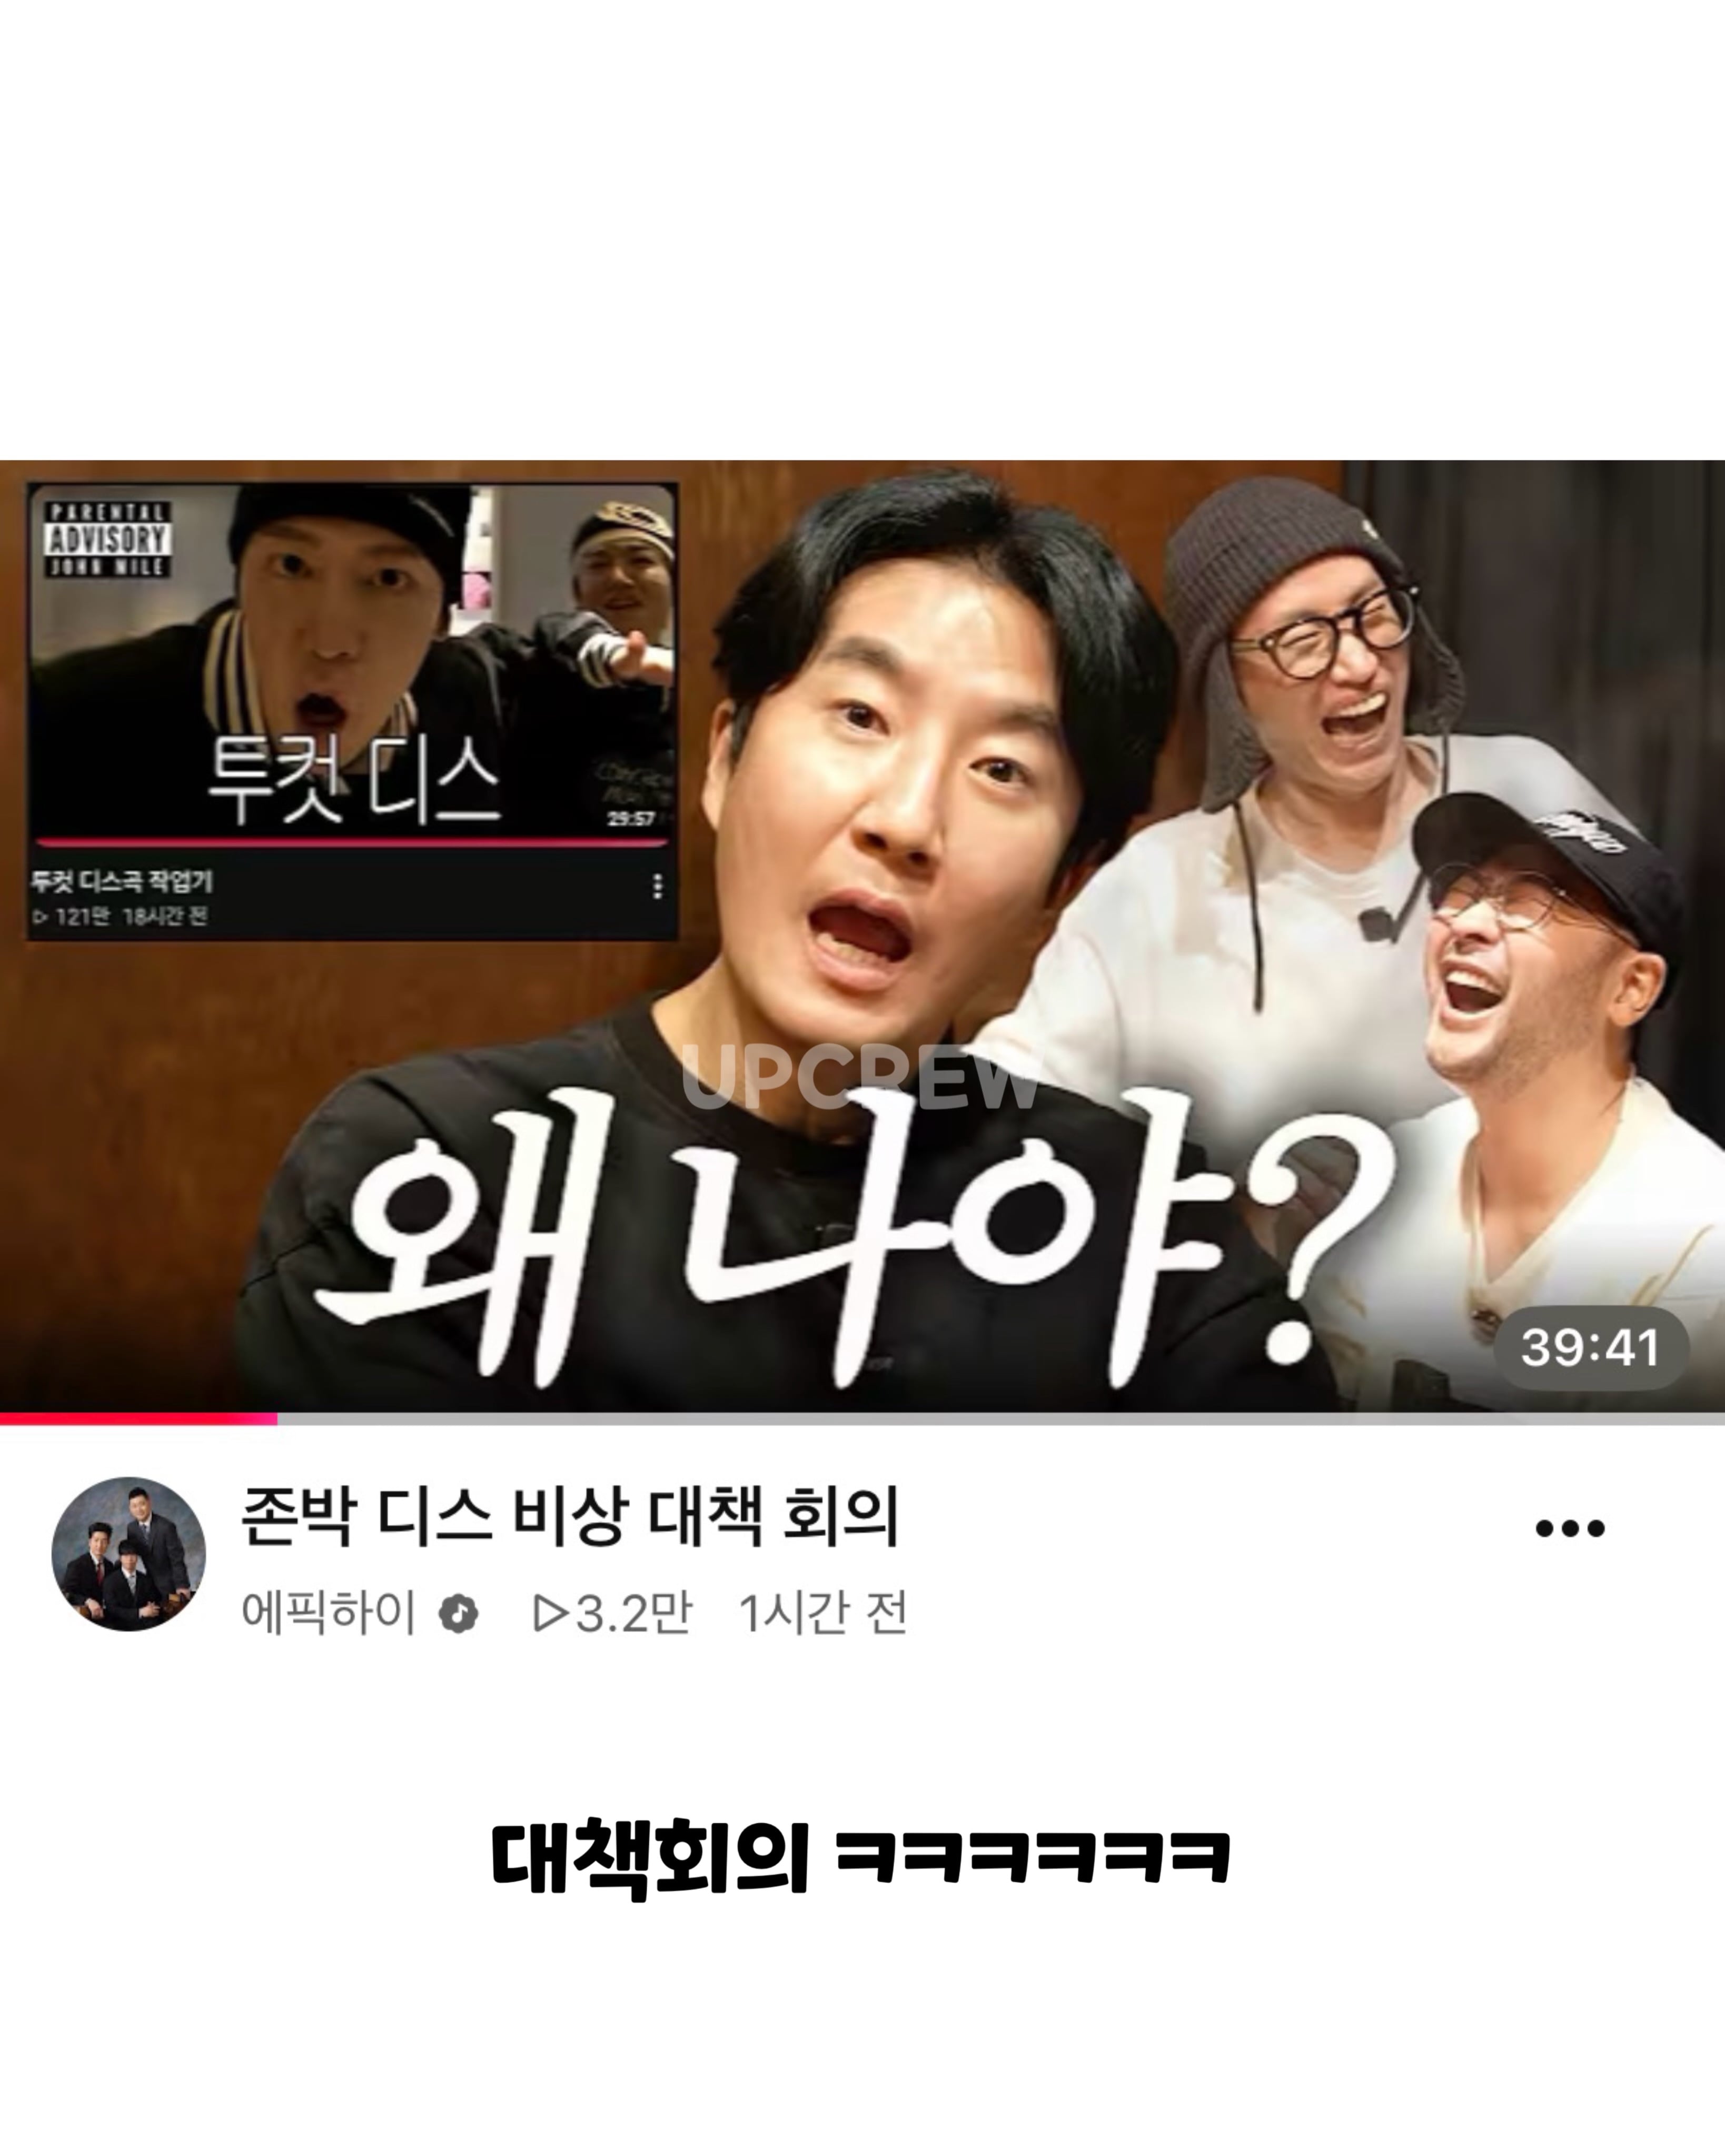 PARENTAL
ADVISORY
JOHN NILE
투컷 디스
29:57
투컷 디스곡 작업기
121만 18시간 전
UPCREW
왜 나야?
39:41
존박 디스 비상 대책 회의
에픽하이 3.2만 1시간 전
대책회의 ㅋㅋㅋㅋㅋㅋ